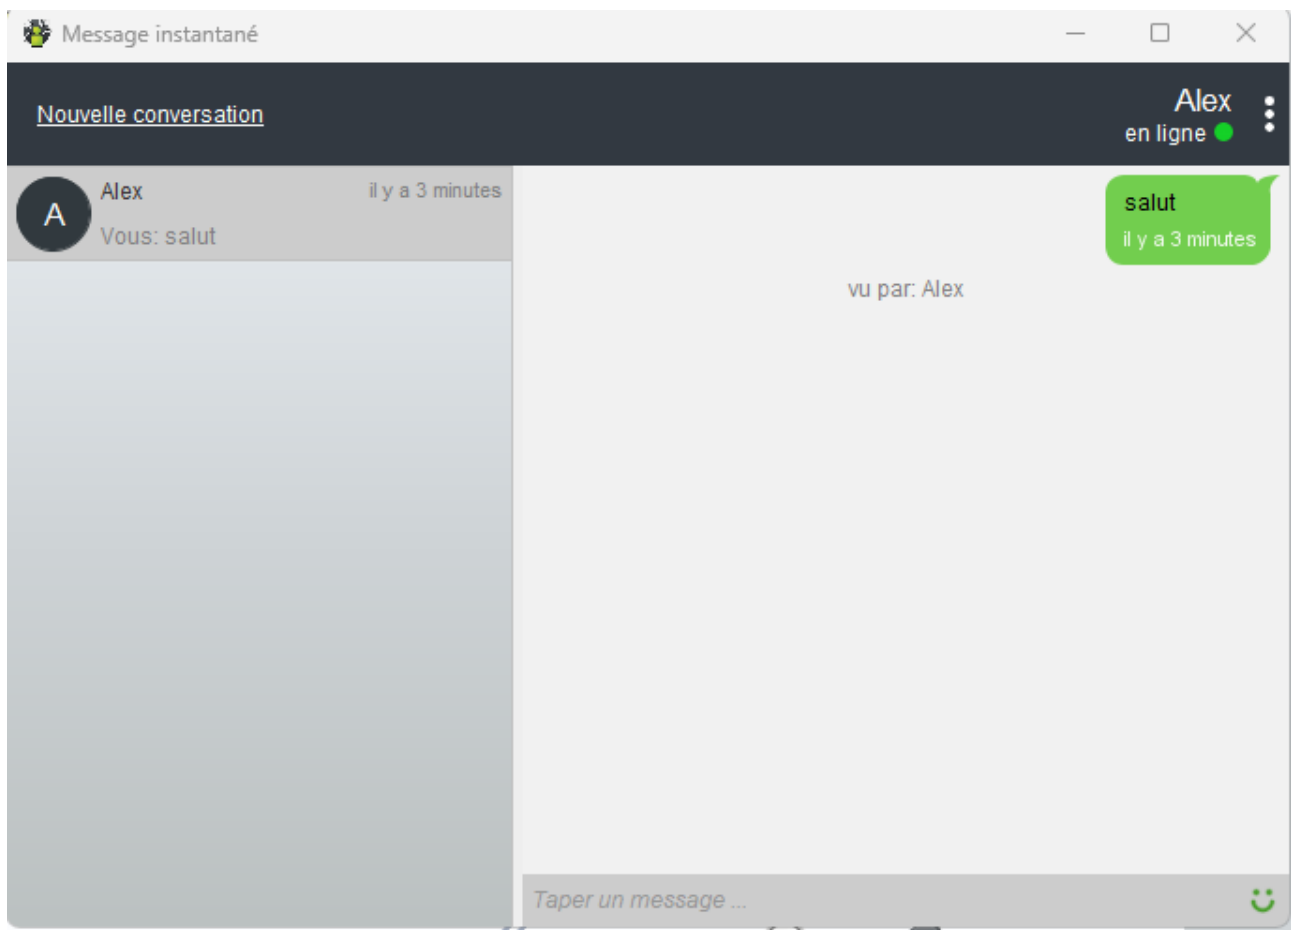 Message instantané
Nouvelle conversation
Alex
en ligne
A
Alex
il y a 3 minutes
Vous: salut
salut
il y a 3 minutes
vu par: Alex
Taper un message ...